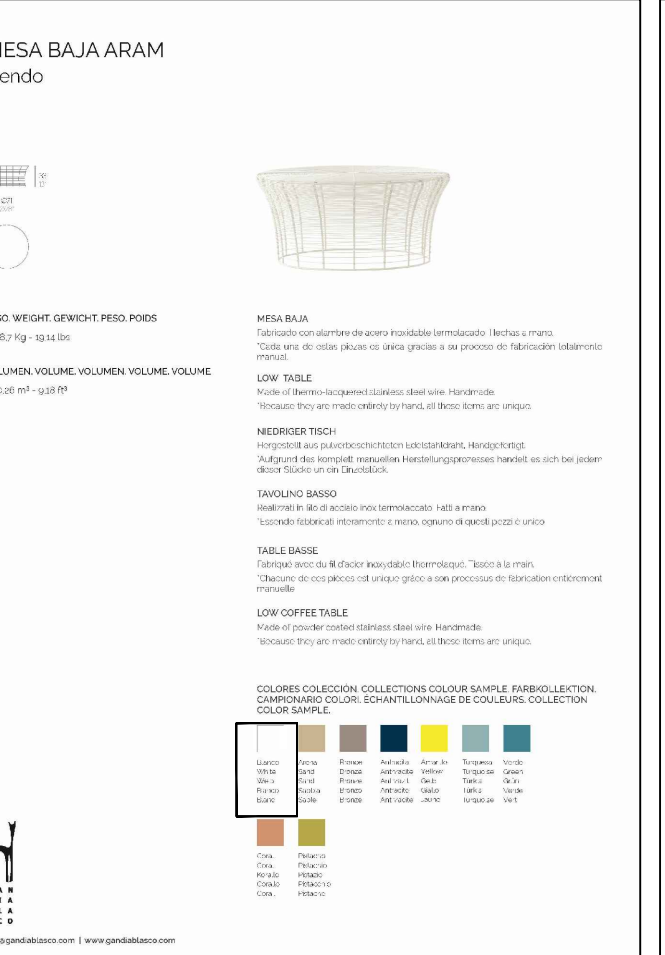 MESA BAJA ARAM
endo
SO. WEIGHT. GEWICHT. PESO. POIDS
8,7 Kg - 19.14 lbs
LUMEN. VOLUME. VOLUMEN. VOLUME. VOLUME
0,26 m³ - 9.18 ft³
MESA BAJA
Fabricado con alambre de acero inoxidable termolacado. Hechas a mano.
*Cada una de estas piezas es única gracias a su proceso de fabricación totalmente
manual.
LOW TABLE
Made of thermo-lacquered stainless steel wire. Handmade.
*Because they are made entirely by hand, all these items are unique.
NIEDRIGER TISCH
Hergestellt aus pulverbeschichteten Edelstahldraht, Handgefertigt.
*Aufgrund des komplett manuellen Herstellungsprozesses handelt es sich bei jedem
dieser Stücke un ein Einzelstück.
TAVOLINO BASSO
Realizzati in filo di acciaio inox termolaccato. Fatti a mano.
*Essendo fabbricati interamente a mano, ognuno di questi pezzi è unico.
TABLE BASSE
Fabriqué avec du fil d'acier inoxydable thermolaqué. Tissée à la main.
*Chacune de ces pièces est unique grâce a son processus de fabrication entièrement
manuelle.
LOW COFFEE TABLE
Made of powder coated stainless steel wire. Handmade.
*Because they are made entirely by hand, all these items are unique.
COLORES COLECCIÓN. COLLECTIONS COLOUR SAMPLE. FARBKOLLEKTION.
CAMPIONARIO COLORI. ÉCHANTILLONNAGE DE COULEURS. COLLECTION
COLOR SAMPLE.
Blanco Arena Bronce Antracita Amarillo Turquesa Verde
White Sand Bronze Anthracite Yellow Turquoise Green
Weiß Sand Bronze Anthrazit Gelb Türkis Grün
Bianco Sabbia Bronzo Antracite Giallo Verde
Blanc Sable Bronze Anthracite Jaune Turquoise Vert
Coral Pistacho
Coral Pistachio
Koralle Pistazie
Corallo Pistacchio
Corail Pistache
@gandiablasco.com | www.gandiablasco.com